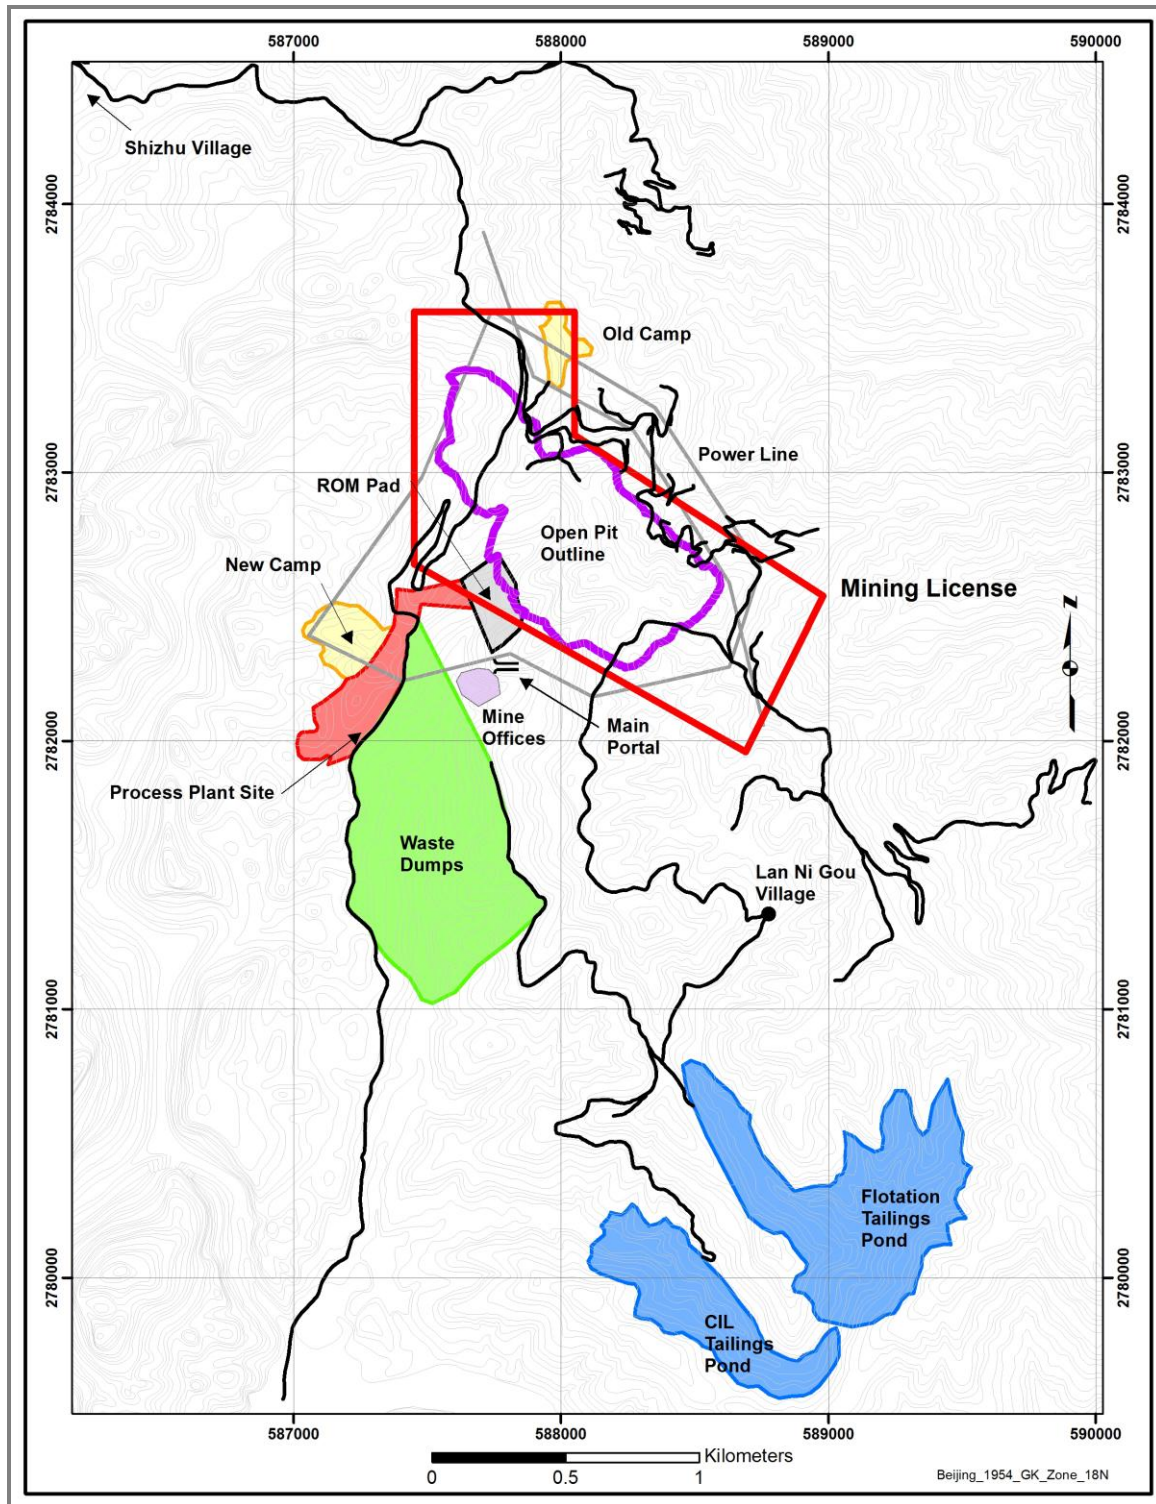 587000
588000
589000
590000
Shizhu Village
2784000
2784000
Old Camp
Power Line
2783000
2783000
ROM Pad
Open Pit
Outline
New Camp
Mining License
N
Mine
Offices
Main
Portal
2782000
2782000
Process Plant Site
Waste
Dumps
Lan Ni Gou
Village
2781000
2781000
Flotation
Tailings
Pond
2780000
2780000
CIL
Tailings
Pond
587000
588000
589000
590000
Kilometers
0
0.5
1
Beijing_1954_GK_Zone_18N